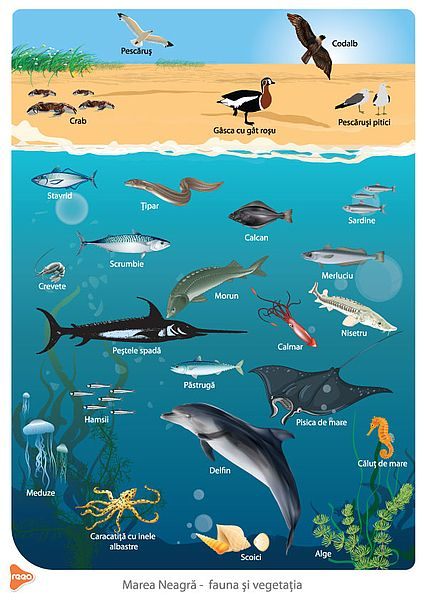 Pescăruș
Codalb
Crab
Gâsca cu gât roșu
Pescăruși pitici
Stavrid
Țipar
Sardine
Calcan
Scrumbie
Merluciu
Crevete
Morun
Nisetru
Calmar
Peștele spadă
Păstrugă
Hamsii
Pisica de mare
Delfin
Căluț de mare
Meduze
Caracatiță cu inele
albastre
Scoici
Alge
reqo
Marea Neagră - fauna și vegetația